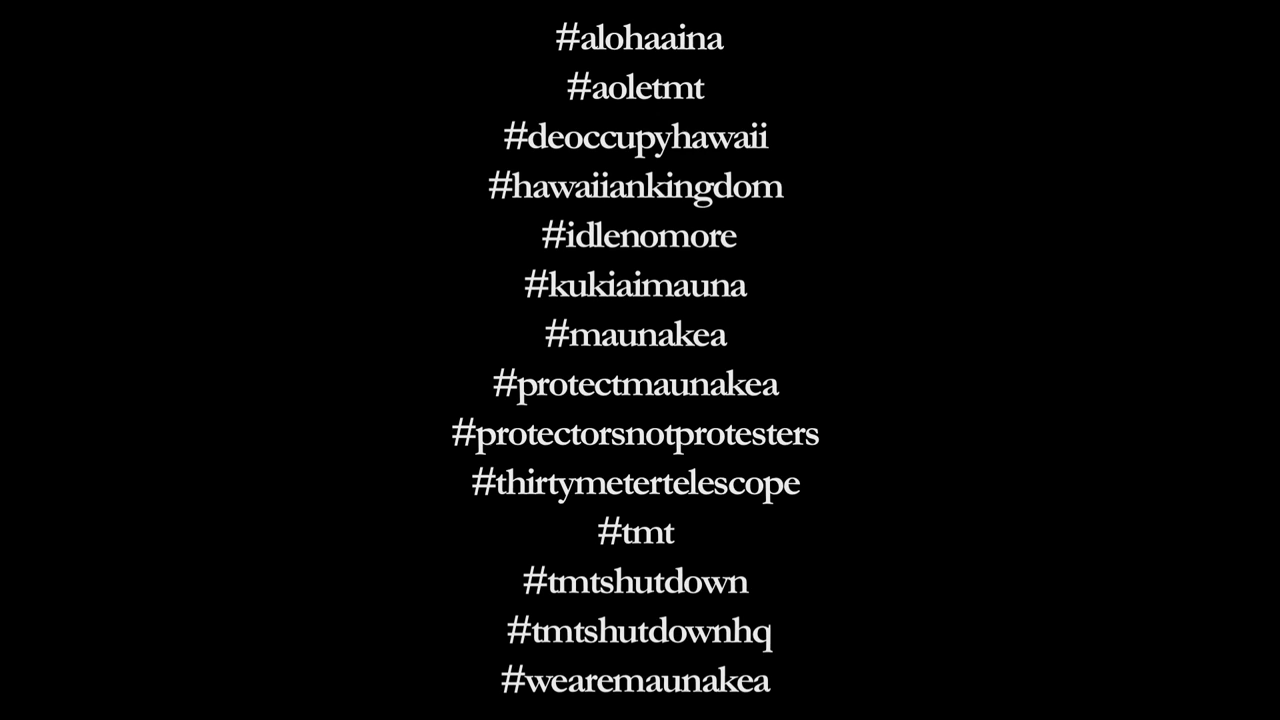 #alohaaina
#aoletmt
#deoccupyhawaii
#hawaiiankingdom
#idlenomore
#kukiaimauna
#maunakea
#protectmaunakea
#protectorsnotprotesters
#thirtymetertelescope
#tmt
#tmtshutdown
#tmtshutdownhq
#wearemaunakea